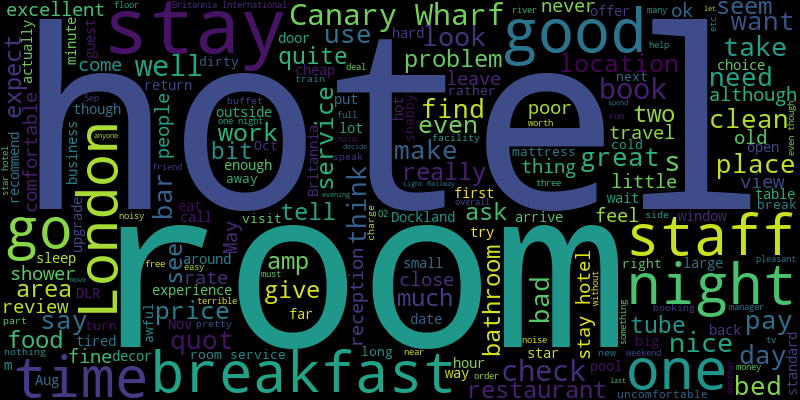 hotel
room
stay
good
staff
night
London
go
time
breakfast
one
Canary Wharf
excellent
Britannia International
floor
river
many
let
never
offer
ok
seem
want
etc
help
expect
actually
minute
guest
door
quite
use
look
problem
hard
cheap
deal
train
leave
rather
location
next
choice
take
need
come
well
dirty
return
buffet
one night
put
hot
shabby
book
although
though
people
outside
full
service
find
even
poor
worth
spend
run
two
travel
clean
even though
Sep
anyone
work
bit
lot
main
decide
facility
mattress
cold
old
open
star hotel
recommend
comfortable
business
bar
enough
away
Oct
Britannia
speak
make
really
thing
great
s
place
friend
evening
Light Railway
three
little
view
table
break
upgrade
eat
call
visit
tell
think
charge
O2
Dockland
overall
first
ask
arrive
feel
wait
side
window
pleasant
noisy
see
May
try
sleep
shower
around
amp
reception
small
close
bathroom
right
large
move
free
easy
must
area
DLR
rate
experience
give
much
bad
stay hotel
without
booking
manager
review
terrible
price
far
date
something
part
say
turn
awful
Nov
pretty
noise
tube
back
pay
food
tired
quot
near
star
new
big
weekend
tv
nothing
fine
decor
room service
long
hour
nice
day
m
way
order
check
pool
money
Aug
restaurant
last
bed
standard
uncomfortable